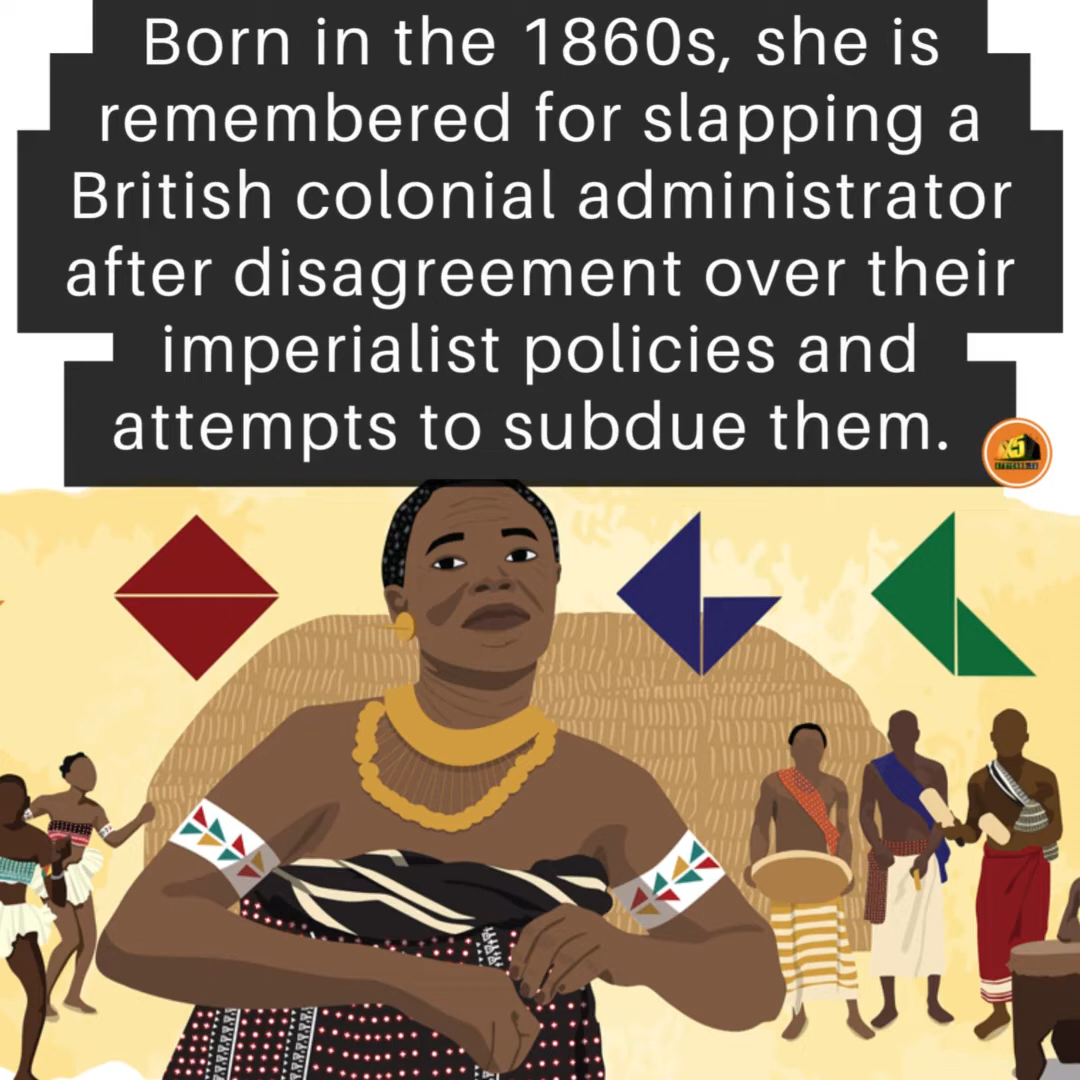 Born in the 1860s, she is
remembered for slapping a
British colonial administrator
after disagreement over their
imperialist policies and
attempts to subdue them.